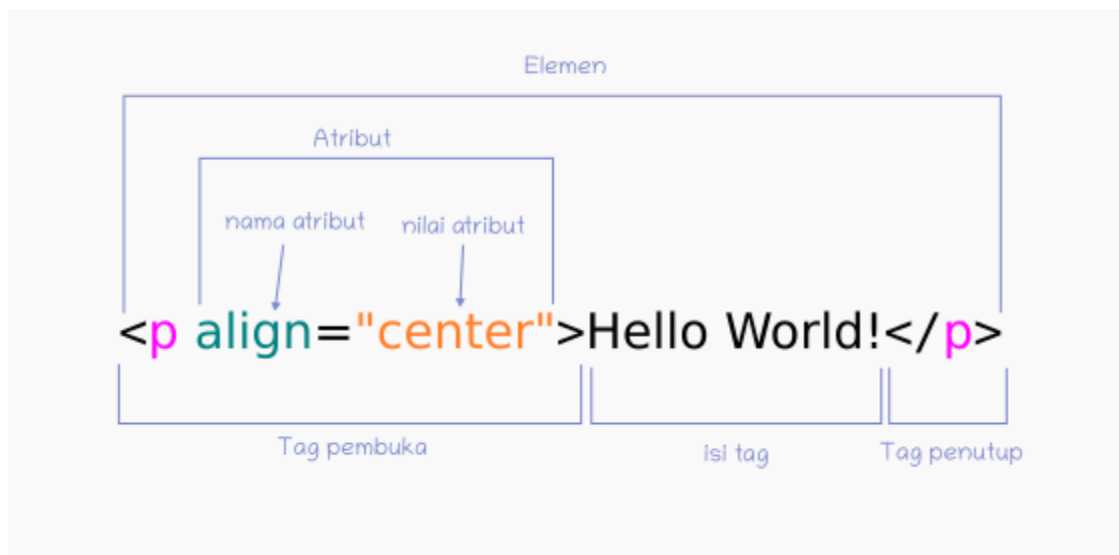 Elemen
Atribut
nama atribut nilai atribut
<p align="center">Hello World!</p>
Tag pembuka isi tag Tag penutup